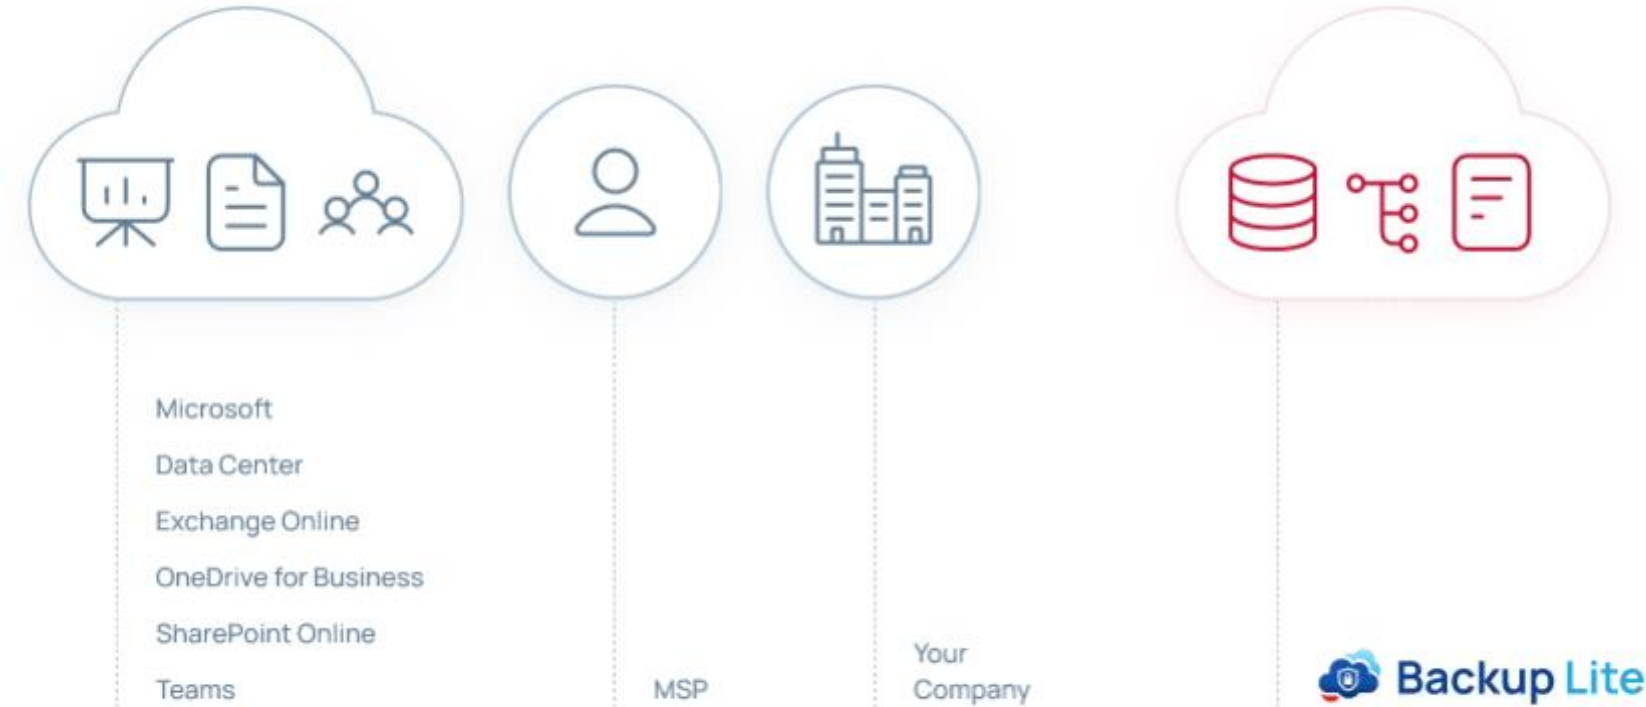 Microsoft
Data Center
Exchange Online
OneDrive for Business
SharePoint Online
Teams
MSP
Your
Company
Backup Lite